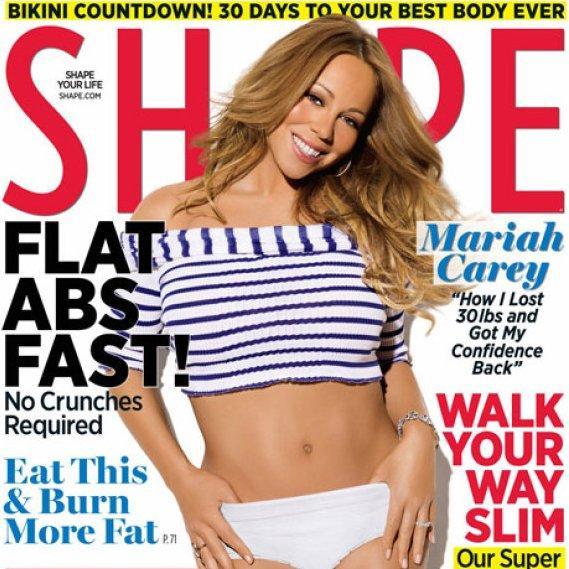 BIKINI COUNTDOWN! 30 DAYS TO YOUR BEST BODY EVER
SHAPE
SHAPE
YOUR LIFE
SHAPE.COM
FLAT
ABS
FAST!
No Crunches
Required
Eat This
& Burn
More Fat P.71
Mariah
Carey
“How I Lost
30 lbs and
Got My
Confidence
Back”
WALK
YOUR
WAY
SLIM
Our Super